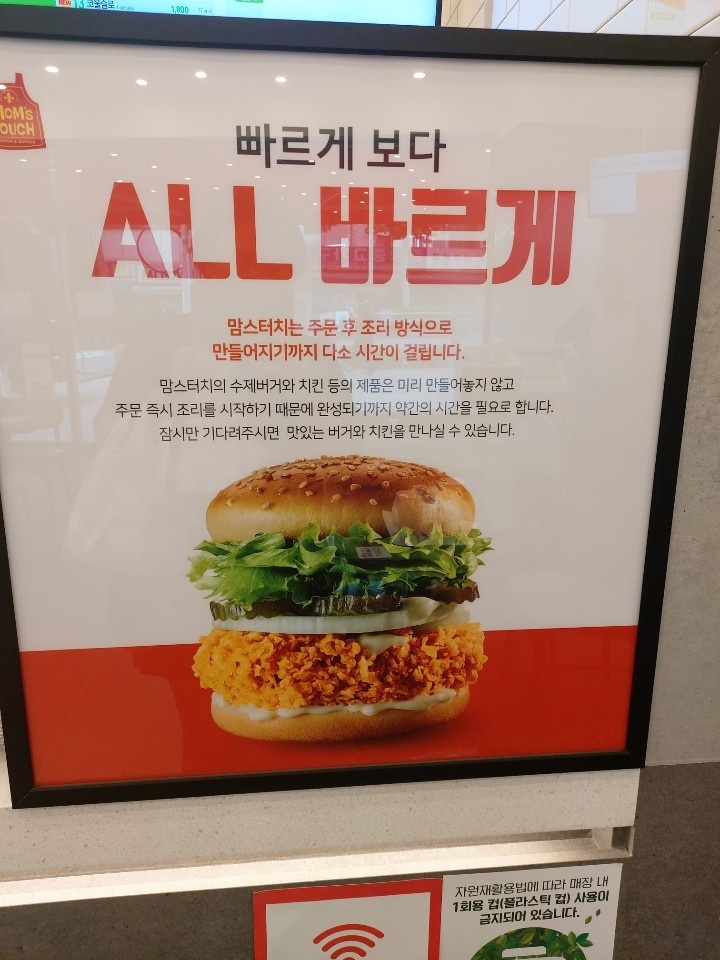 NEW
코울슬로
1,800
MOM'S
TOUCH
빠르게 보다
ALL 바르게
맘스터치는 주문 후 조리 방식으로
만들어지기까지 다소 시간이 걸립니다.
맘스터치의 수제버거와 치킨 등의 제품은 미리 만들어놓지 않고
주문 즉시 조리를 시작하기 때문에 완성되기까지 약간의 시간을 필요로 합니다.
잠시만 기다려주시면 맛있는 버거와 치킨을 만나실 수 있습니다.
자원재활용법에 따라 매장 내
1회용 컵(플라스틱 컵) 사용이
금지되어 있습니다.